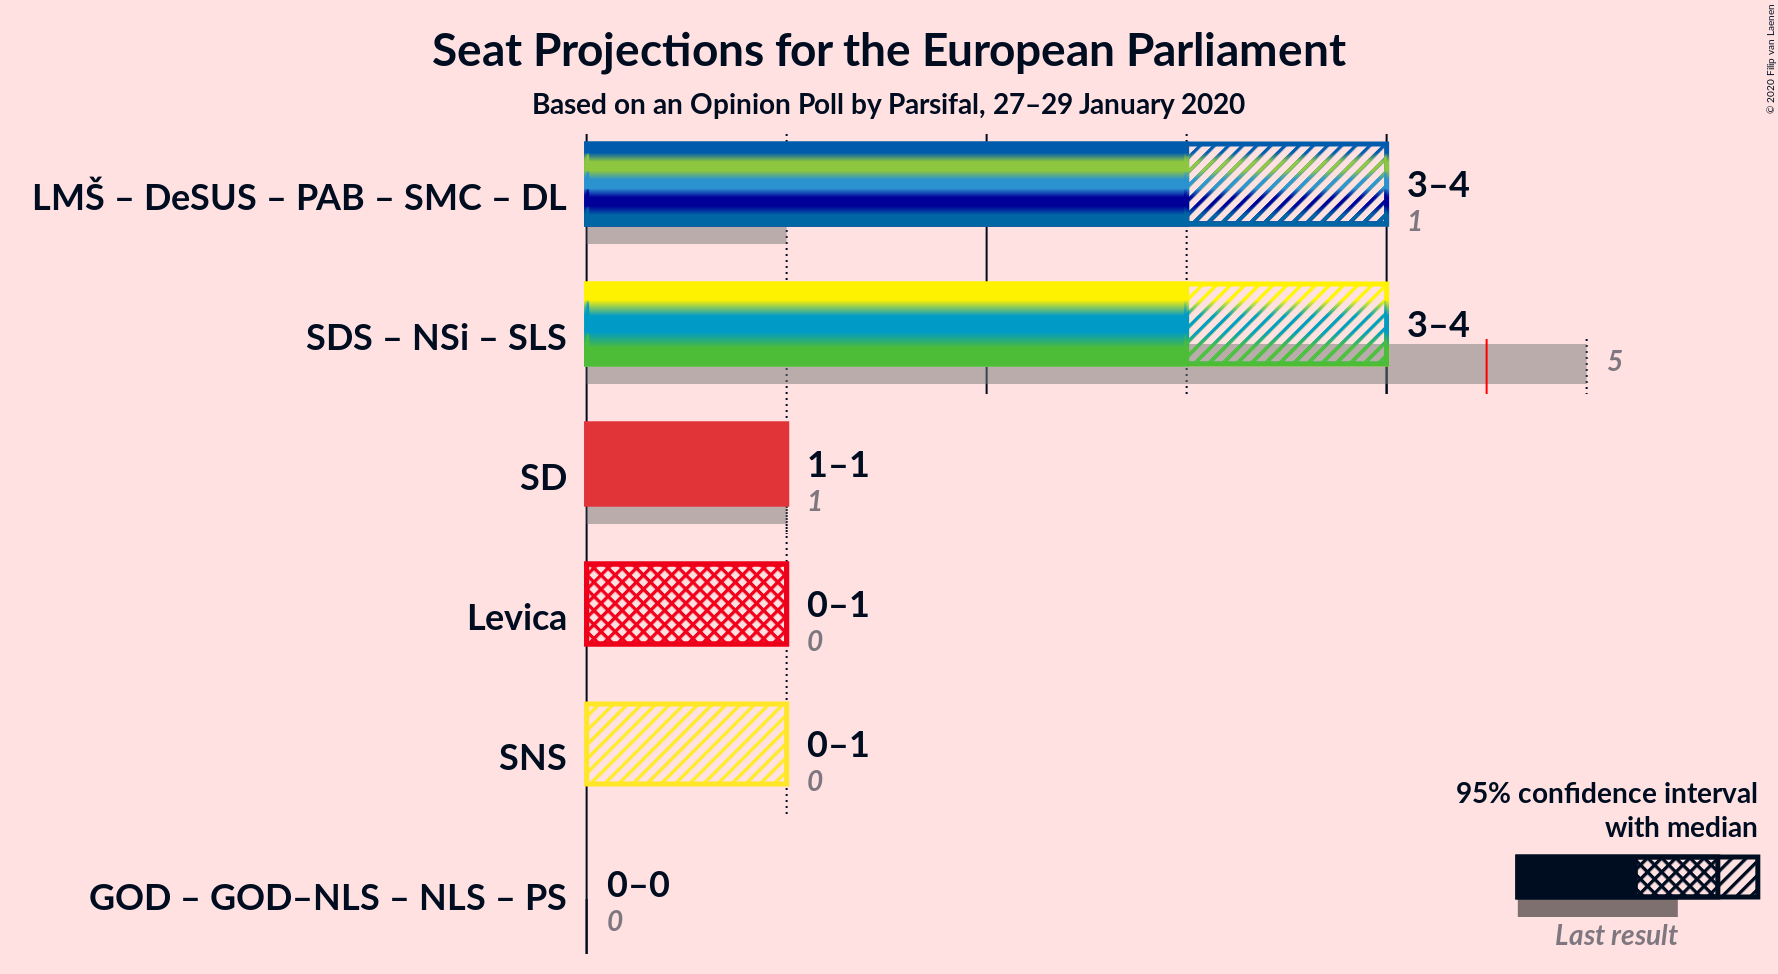 Seat Projections for the European Parliament
Based on an Opinion Poll by Parsifal, 27–29 January 2020
© 2020 Filip van Laenen
LMŠ – DeSUS – PAB – SMC – DL
3–4
1
SDS – NSi – SLS
3–4
5
SD
1–1
1
Levica
0–1
0
SNS
0–1
0
GOD – GOD–NLS – NLS – PS
0–0
0
95% confidence interval
with median
Last result